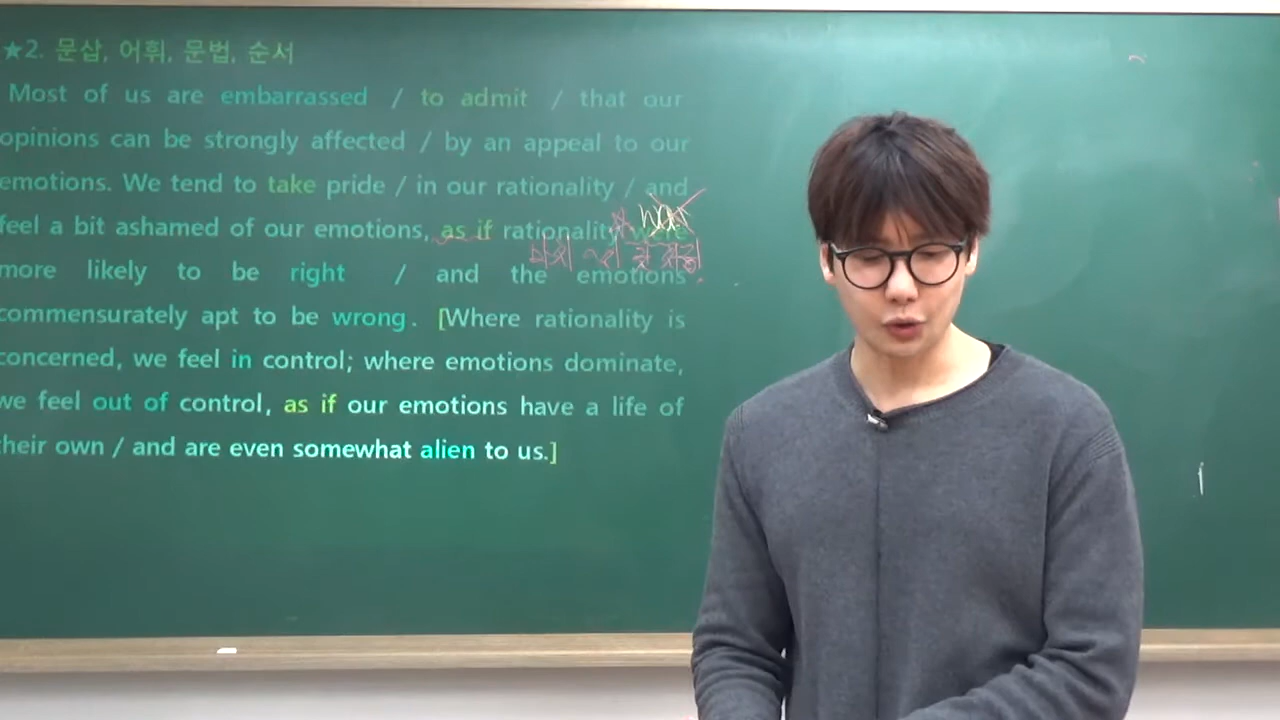 ★2. 문삽, 어휘, 문법, 순서
Most of us are embarrassed / to admit / that our
opinions can be strongly affected / by an appeal to our
emotions. We tend to take pride / in our rationality / and
feel a bit ashamed of our emotions, as if rationality were
was
more likely to be right / and the emotions
commensurately apt to be wrong. [Where rationality is
concerned, we feel in control; where emotions dominate,
we feel out of control, as if our emotions have a life of
their own / and are even somewhat alien to us.]